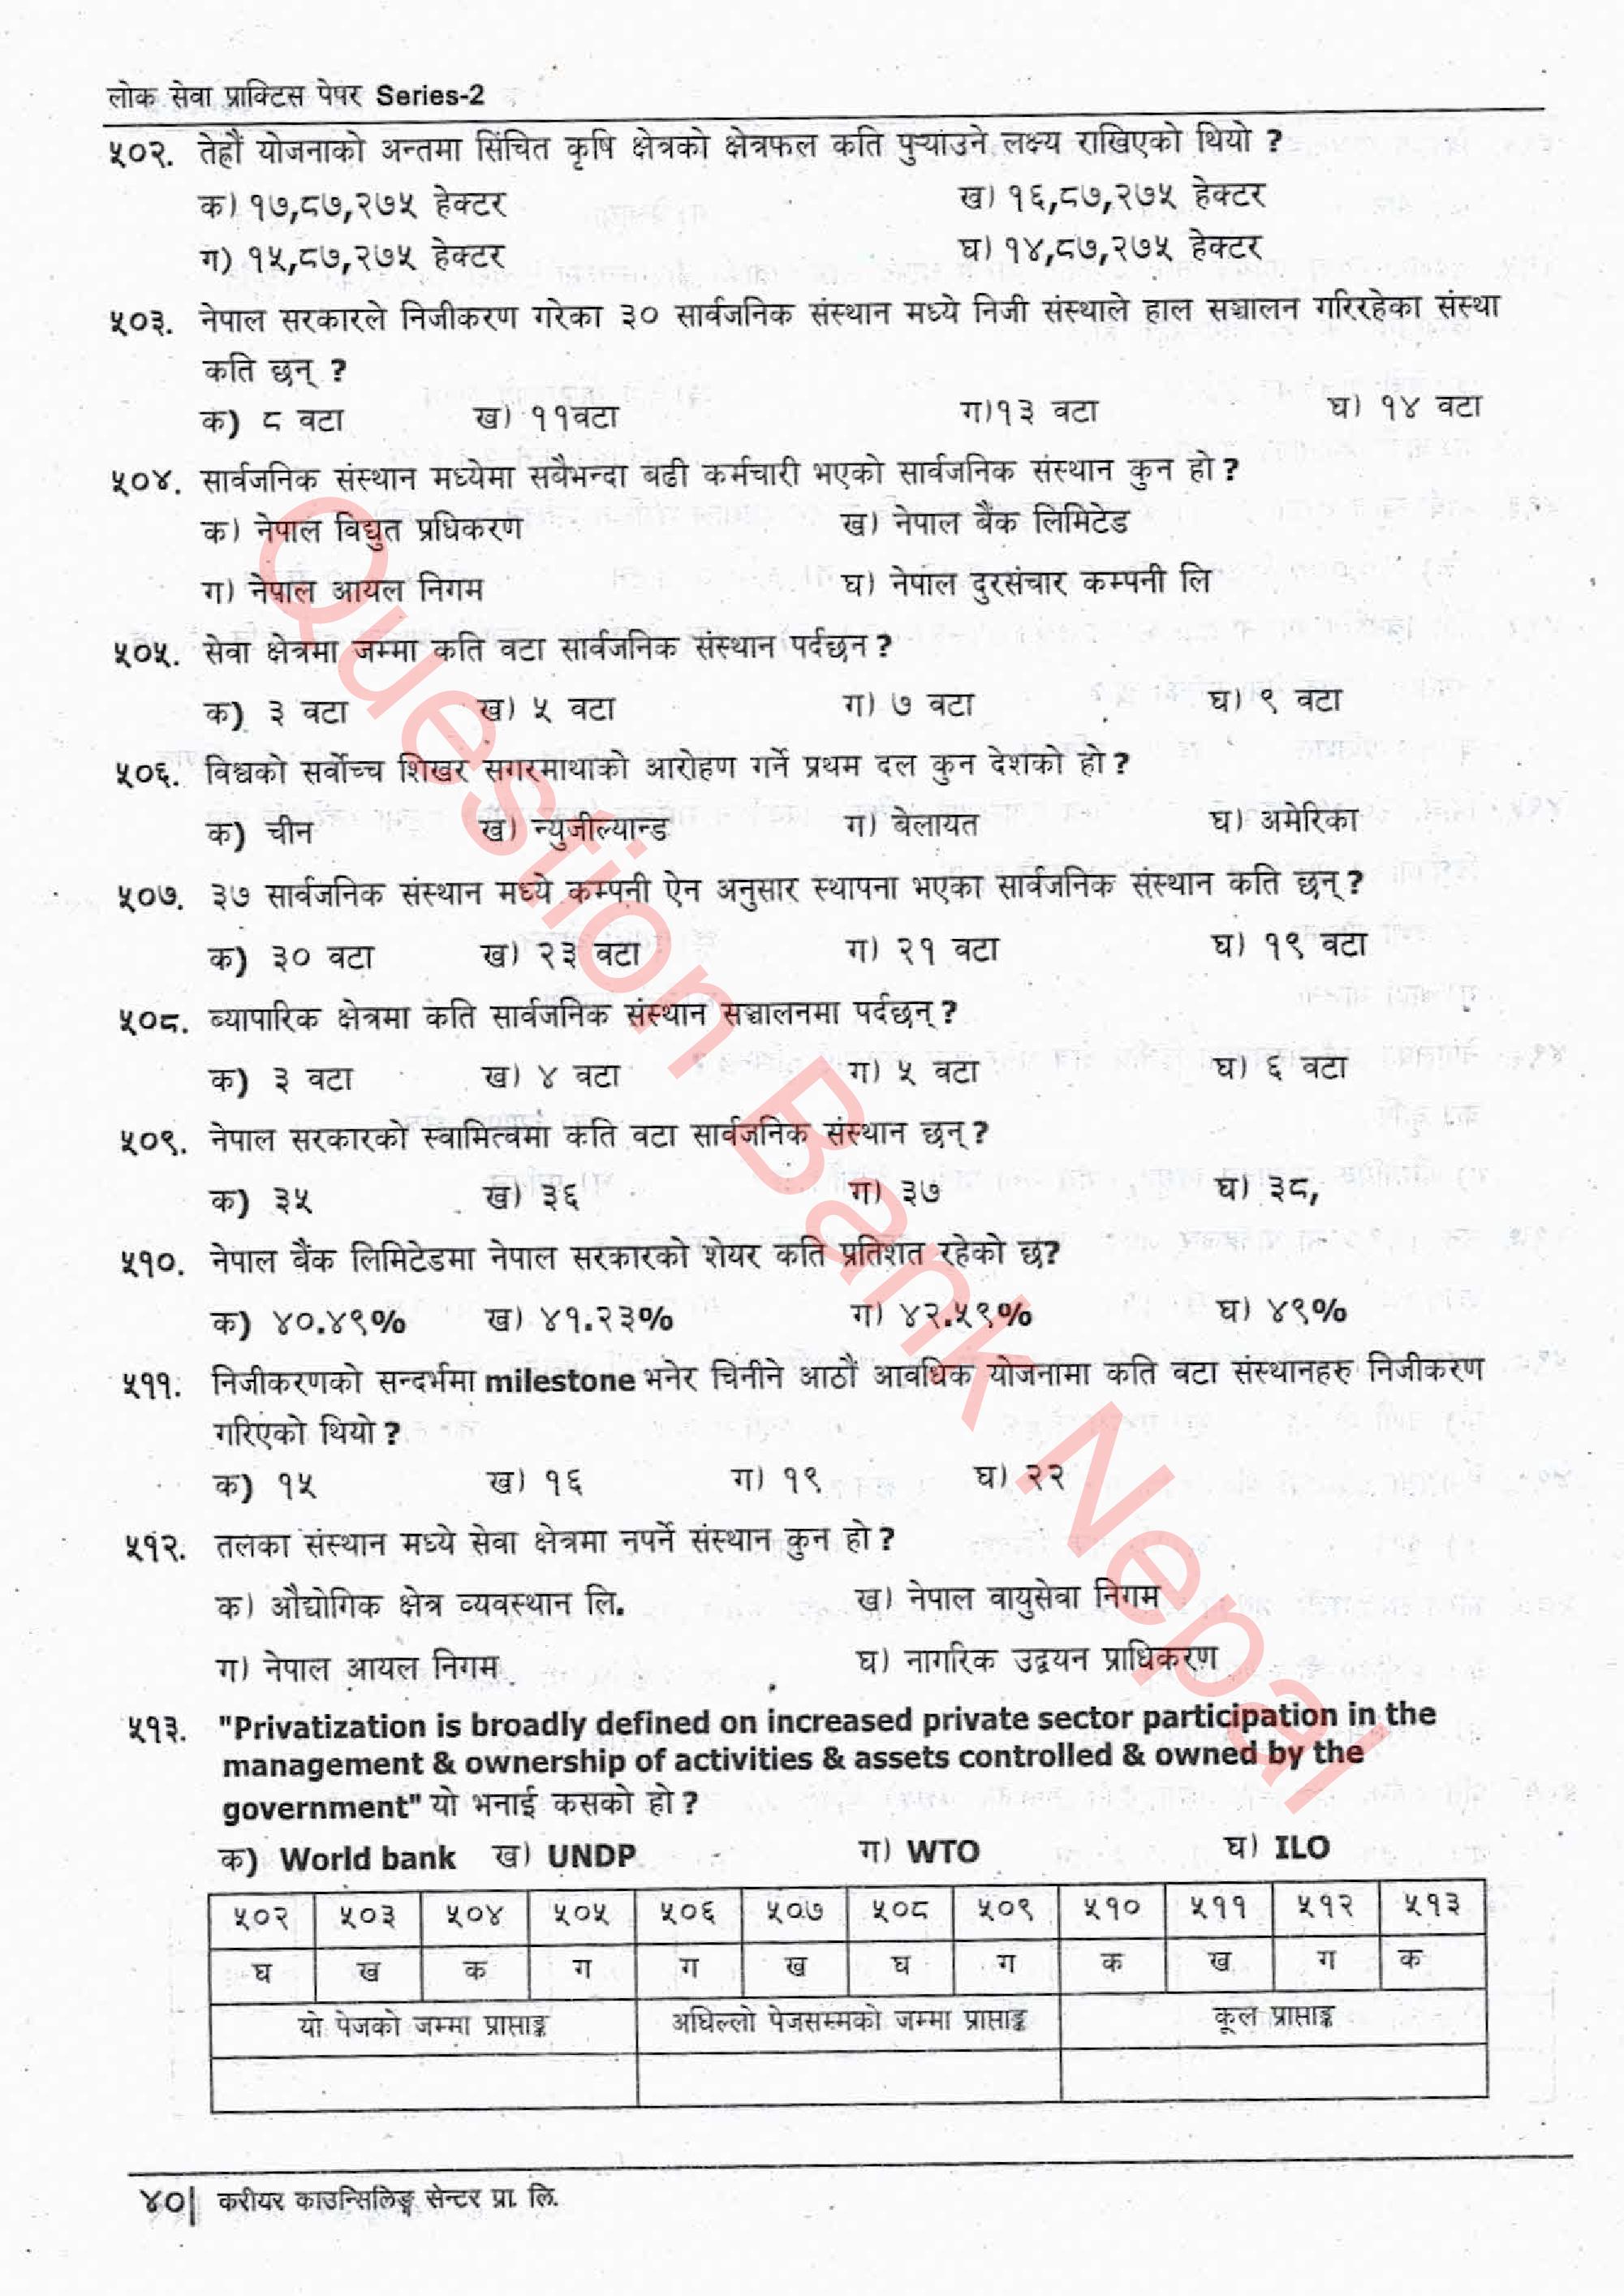 लोक सेवा प्राक्टिस पेपर Series-2
५०२. तेह्रौं योजनाको अन्तमा सिंचित कृषि क्षेत्रको क्षेत्रफल कति पुऱ्यांउने लक्ष्य राखिएको थियो ?
क) १७,८७,२७५ हेक्टर ख) १६,८७,२७५ हेक्टर
ग) १५,८७,२७५ हेक्टर घ) १४,८७,२७५ हेक्टर
५०३. नेपाल सरकारले निजीकरण गरेका ३० सार्वजनिक संस्थान मध्ये निजी संस्थाले हाल सञ्चालन गरिरहेका संस्था
कति छन् ?
क) ८ वटा ख) ११वटा ग)१३ वटा घ) १४ वटा
५०४. सार्वजनिक संस्थान मध्येमा सबैभन्दा बढी कर्मचारी भएको सार्वजनिक संस्थान कुन हो ?
क) नेपाल विद्युत प्रधिकरण ख) नेपाल बैंक लिमिटेड
ग) नेपाल आयल निगम घ) नेपाल दुरसंचार कम्पनी लि
५०५. सेवा क्षेत्रमा जम्मा कति वटा सार्वजनिक संस्थान पर्दछन ?
क) ३ वटा ख) ५ वटा ग) ७ वटा घ) ९ वटा
५०६. विश्वको सर्वोच्च शिखर सगरमाथाको आरोहण गर्ने प्रथम दल कुन देशको हो ?
क) चीन ख) न्युजील्यान्ड ग) बेलायत घ) अमेरिका
५०७. ३७ सार्वजनिक संस्थान मध्ये कम्पनी ऐन अनुसार स्थापना भएका सार्वजनिक संस्थान कति छन् ?
क) ३० वटा ख) २३ वटा ग) २१ वटा घ) १९ वटा
५०८. ब्यापारिक क्षेत्रमा कति सार्वजनिक संस्थान सञ्चालनमा पर्दछन् ?
क) ३ वटा ख) ४ वटा ग) ५ वटा घ) ६ वटा
५०९. नेपाल सरकारको स्वामित्वमा कति वटा सार्वजनिक संस्थान छन् ?
क) ३५ ख) ३६ ग) ३७ घ) ३८,
५१०. नेपाल बैंक लिमिटेडमा नेपाल सरकारको शेयर कति प्रतिशत रहेको छ?
क) ४०.४९% ख) ४१.२३% ग) ४२.५९% घ) ४९%
५११. निजीकरणको सन्दर्भमा milestone भनेर चिनीने आठौं आवधिक योजनामा कति वटा संस्थानहरु निजीकरण
गरिएको थियो ?
क) १५ ख) १६ ग) १९ घ) २२
५१२. तलका संस्थान मध्ये सेवा क्षेत्रमा नपर्ने संस्थान कुन हो ?
क) औद्योगिक क्षेत्र व्यवस्थान लि. ख) नेपाल वायुसेवा निगम
ग) नेपाल आयल निगम घ) नागरिक उद्वयन प्राधिकरण
५१३. "Privatization is broadly defined on increased private sector participation in the
management & ownership of activities & assets controlled & owned by the
government" यो भनाई कसको हो ?
क) World bank ख) UNDP ग) WTO घ) ILO
५०२ ५०३ ५०४ ५०५ ५०६ ५०७ ५०८ ५०९ ५१० ५११ ५१२ ५१३
घ ख क ग ग ख घ ग क ख ग क
यो पेजको जम्मा प्राप्ताङ्क अघिल्लो पेजसम्मको जम्मा प्राप्ताङ्क कूल प्राप्ताङ्क
४०| करीयर काउन्सिलिङ्ग सेन्टर प्रा. लि.
Question Bank Nepal